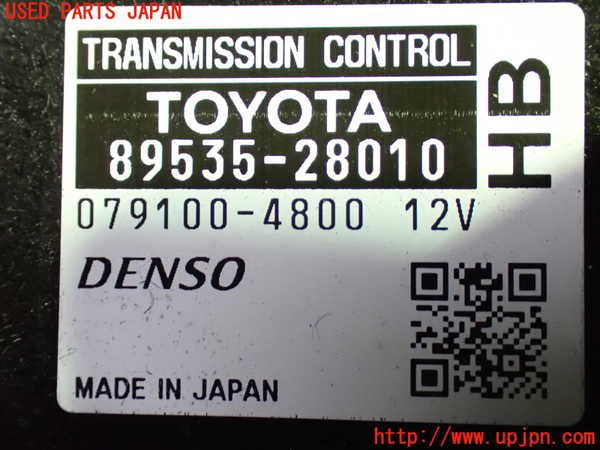 USED PARTS JAPAN
TRANSMISSION CONTROL
TOYOTA
89535-28010
HB
079100-4800 12V
DENSO
MADE IN JAPAN
http://www.upjpn.com/